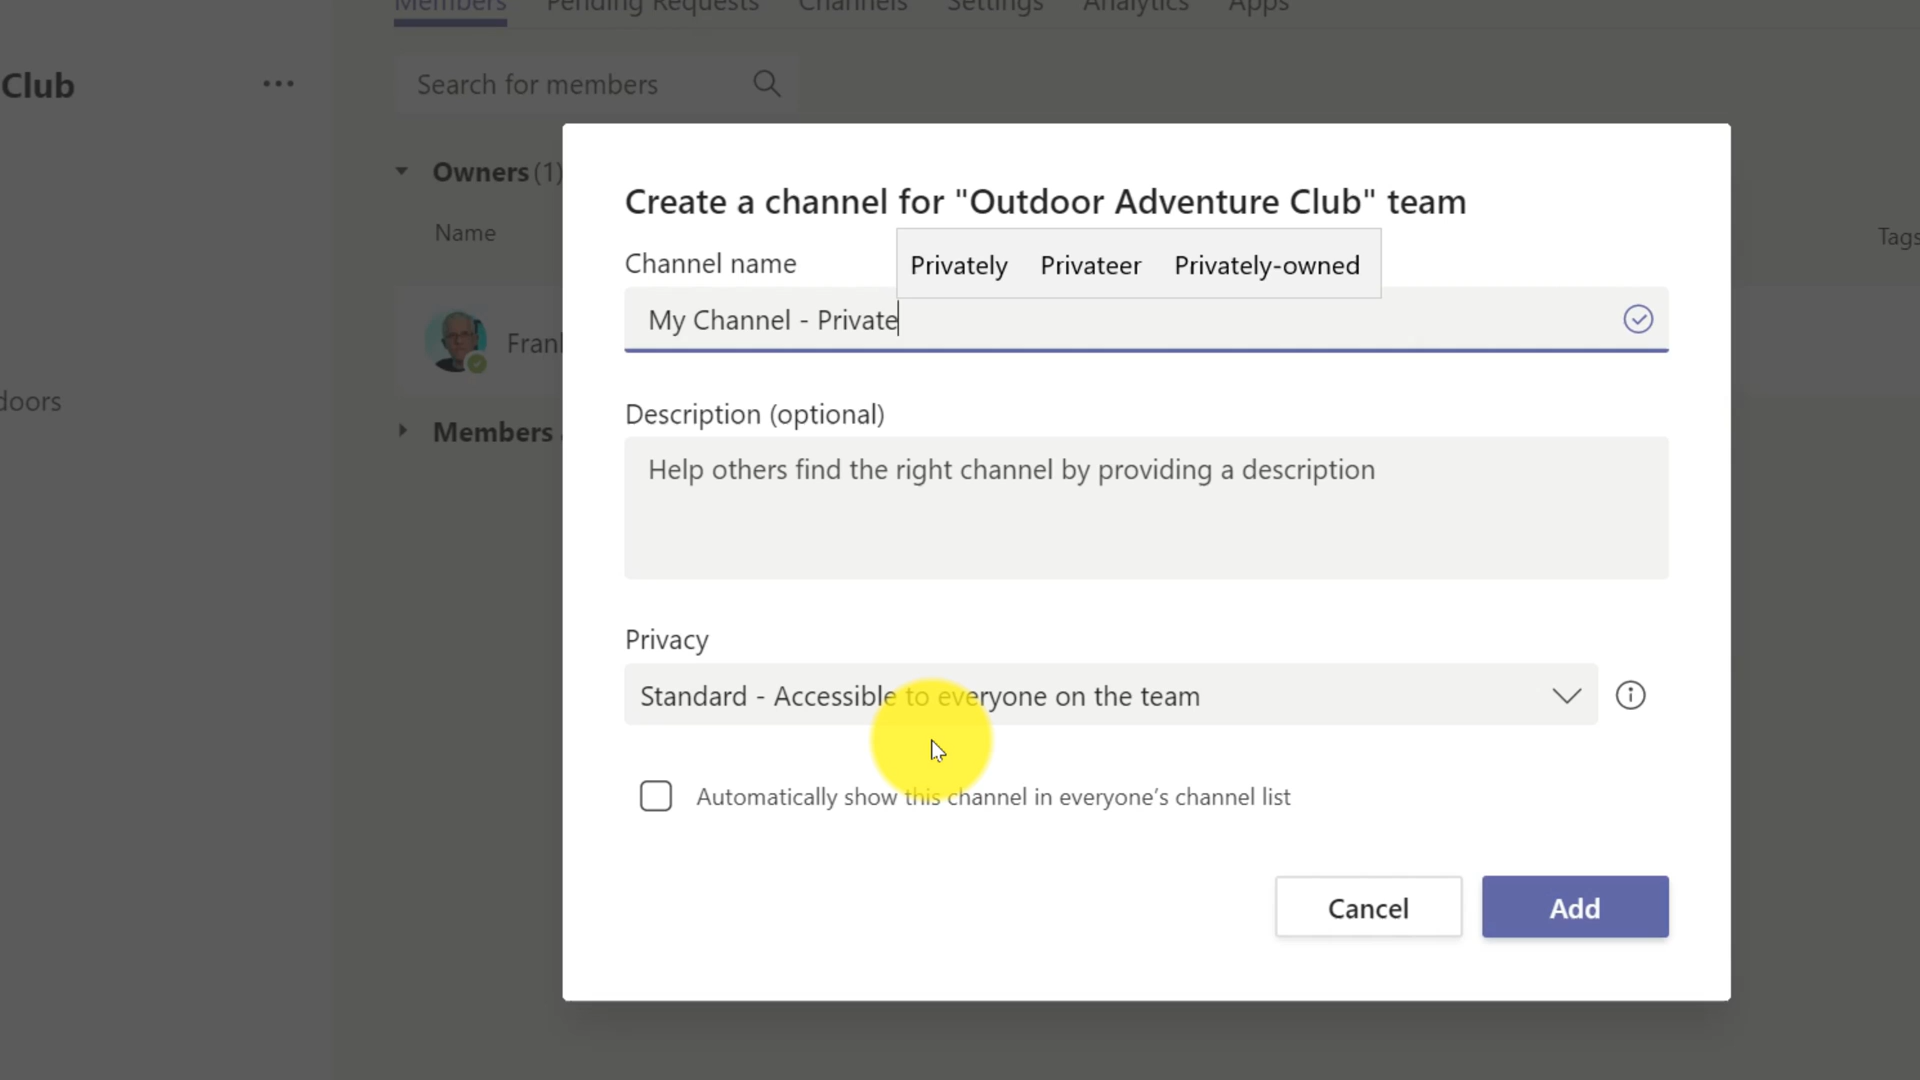 Members Pending Requests Channels Settings Analytics Apps
Club
Search for members
Owners (1)
Create a channel for "Outdoor Adventure Club" team
Name
Tags
Channel name
Privately Privateer Privately-owned
My Channel - Private
doors
Members
Description (optional)
Help others find the right channel by providing a description
Privacy
Standard - Accessible to everyone on the team
Automatically show this channel in everyone's channel list
Cancel
Add